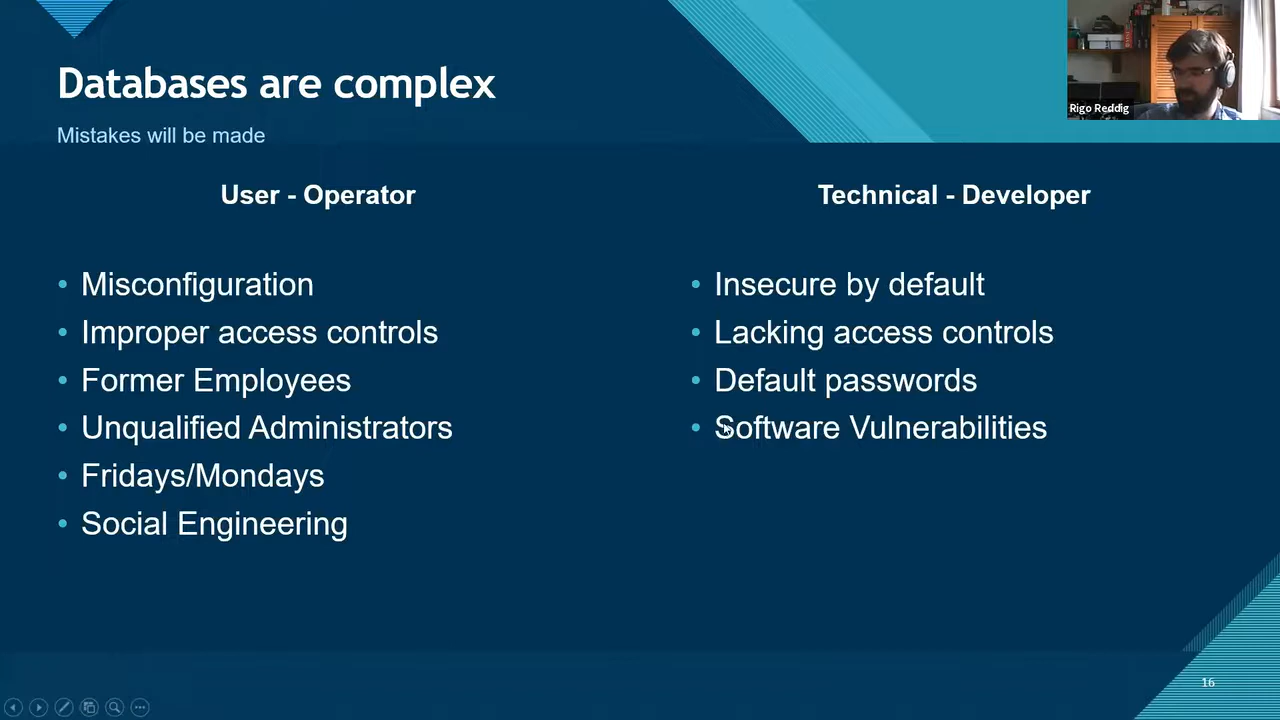 Databases are complex
Mistakes will be made
Rigo Reddig
User - Operator
Misconfiguration
Improper access controls
Former Employees
Unqualified Administrators
Fridays/Mondays
Social Engineering
Technical - Developer
Insecure by default
Lacking access controls
Default passwords
Software Vulnerabilities
16